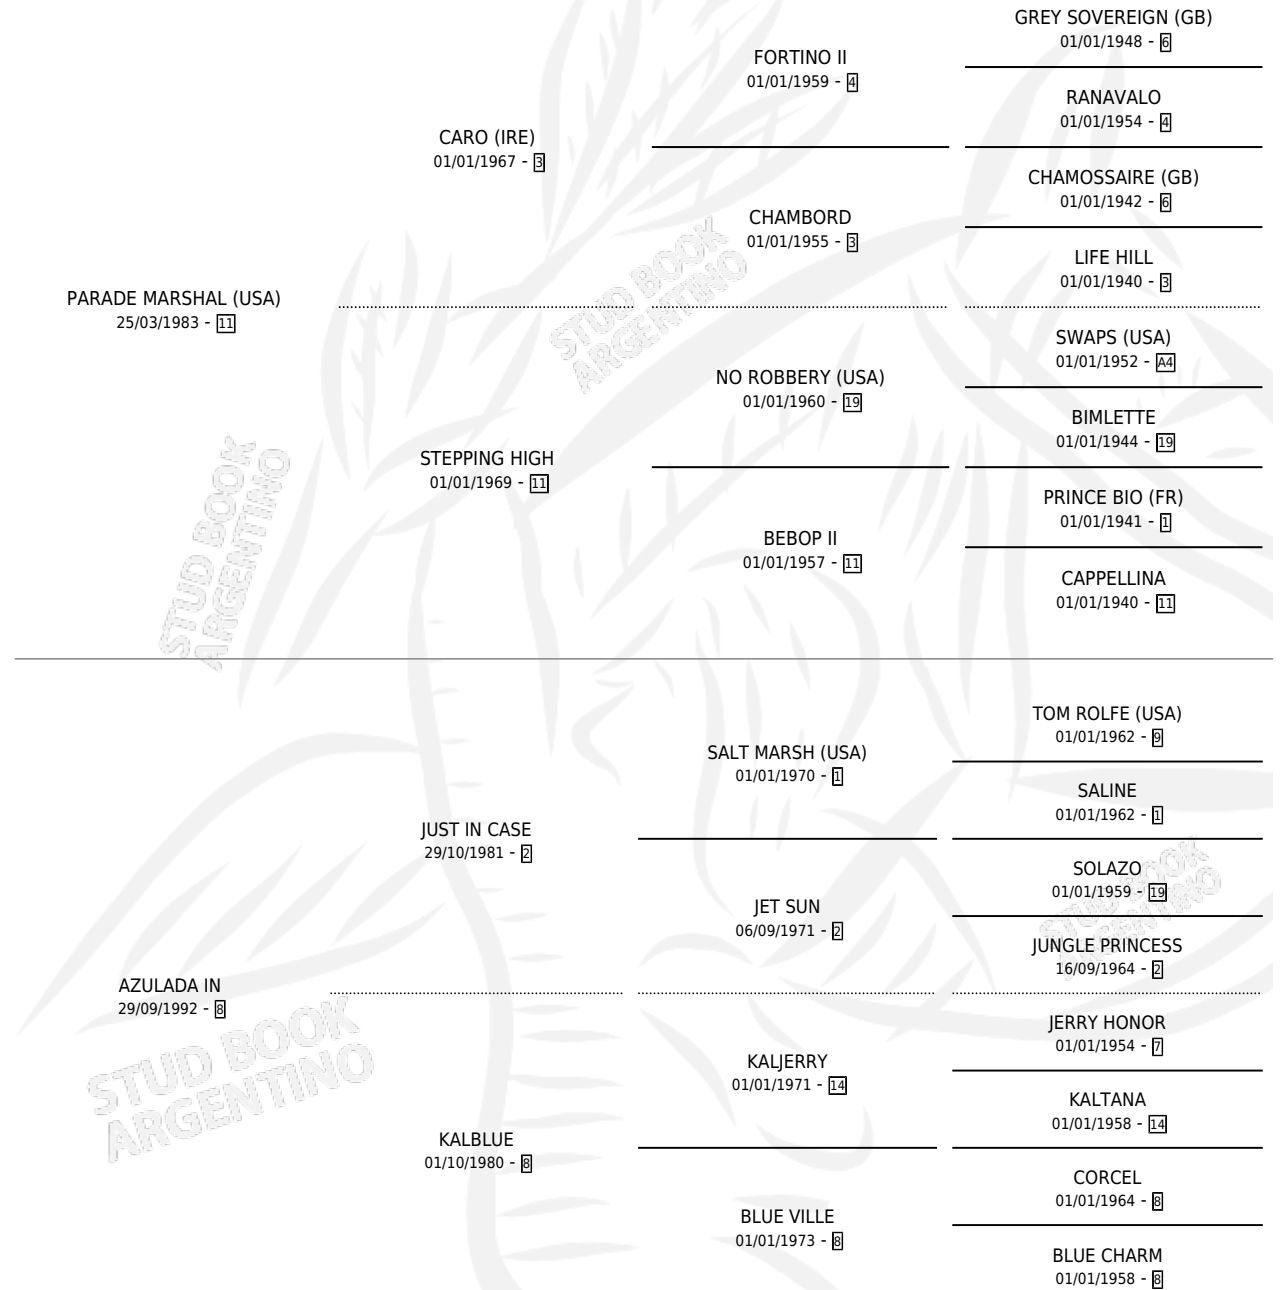 GREY SOVEREIGN (GB)
01/01/1948 - 6
FORTINO II
01/01/1959 - 4
RANAVALO
01/01/1954 - 4
CARO (IRE)
01/01/1967 - 3
CHAMOSSAIRE (GB)
01/01/1942 - 6
CHAMBORD
01/01/1955 - 3
LIFE HILL
01/01/1940 - 3
PARADE MARSHAL (USA)
25/03/1983 - 11
SWAPS (USA)
01/01/1952 - A4
NO ROBBERY (USA)
01/01/1960 - 19
BIMLETTE
01/01/1944 - 19
STEPPING HIGH
01/01/1969 - 11
PRINCE BIO (FR)
01/01/1941 - 1
BEBOP II
01/01/1957 - 11
CAPPELLINA
01/01/1940 - 11
TOM ROLFE (USA)
01/01/1962 - 9
SALT MARSH (USA)
01/01/1970 - 1
SALINE
01/01/1962 - 1
JUST IN CASE
29/10/1981 - 2
SOLAZO
01/01/1959 - 19
JET SUN
06/09/1971 - 2
JUNGLE PRINCESS
16/09/1964 - 2
AZULADA IN
29/09/1992 - 8
JERRY HONOR
01/01/1954 - 7
KALJERRY
01/01/1971 - 14
KALTANA
01/01/1958 - 14
KALBLUE
01/10/1980 - 8
CORCEL
01/01/1964 - 8
BLUE VILLE
01/01/1973 - 8
BLUE CHARM
01/01/1958 - 8
STUD BOOK
ARGENTINO
STUD BOOK
ARGENTINO
STUD BOOK
ARGENTINO
STUD BOOK
ARGENTINO